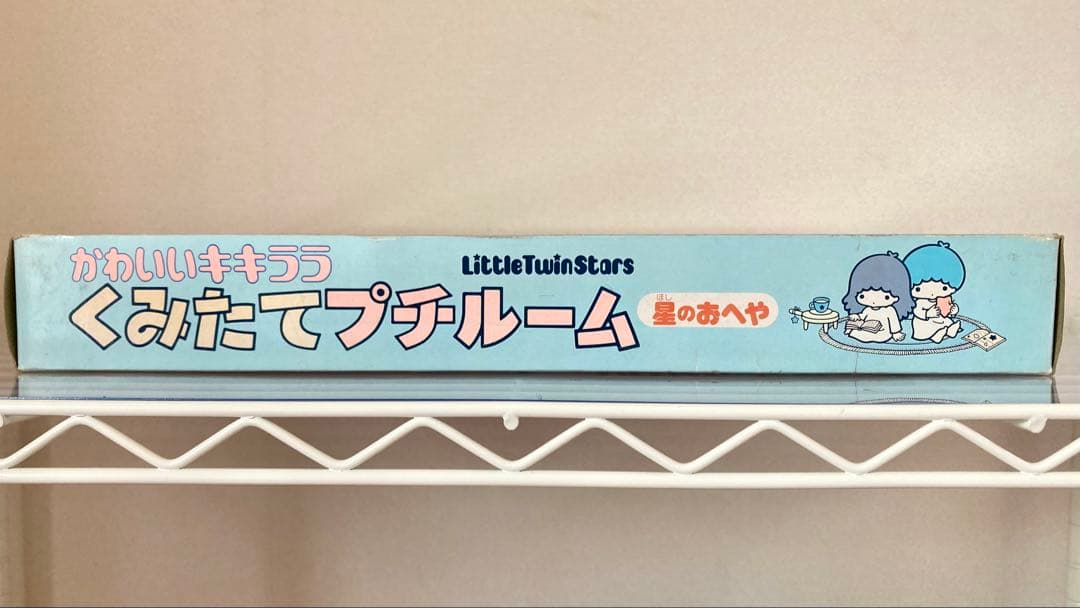 かわいいキキララ
LittleTwinStars
くみたてプチルーム
ほし
星のおへや